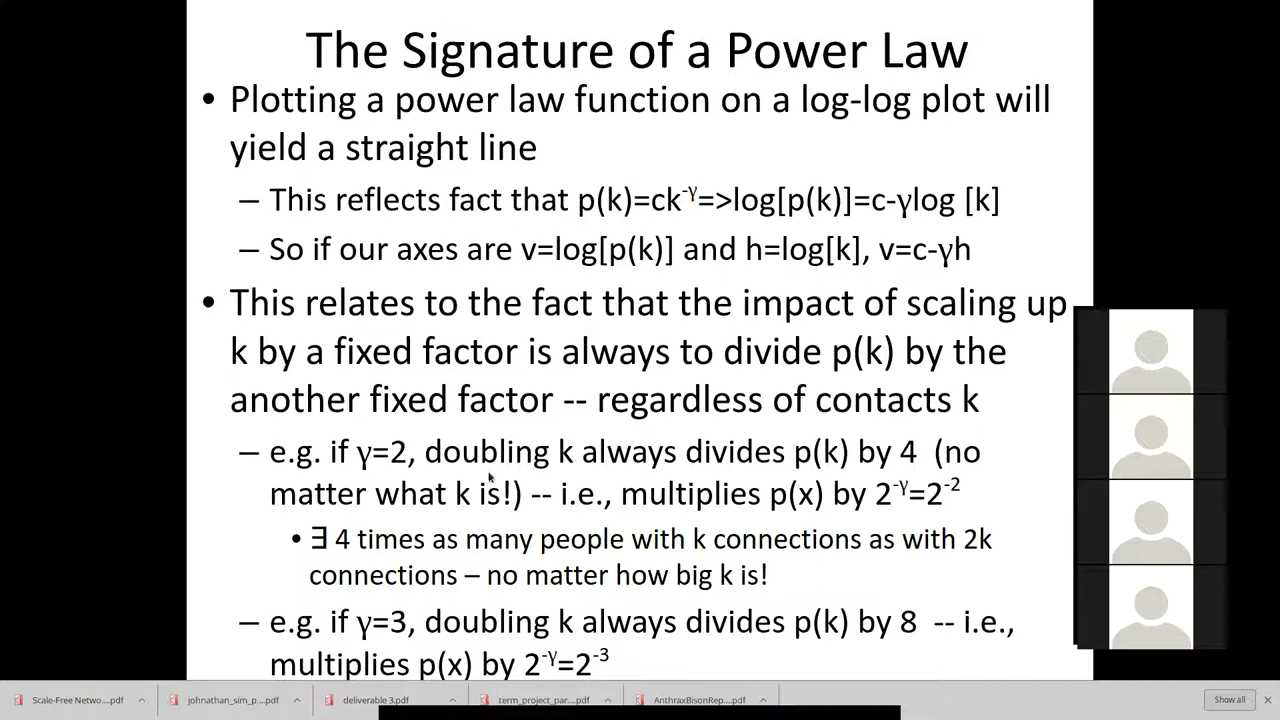 The Signature of a Power Law
• Plotting a power law function on a log-log plot will
yield a straight line
– This reflects fact that p(k)=ck⁻ᵞ=>log[p(k)]=c-γlog [k]
– So if our axes are v=log[p(k)] and h=log[k], v=c-γh
• This relates to the fact that the impact of scaling up
k by a fixed factor is always to divide p(k) by the
another fixed factor -- regardless of contacts k
– e.g. if γ=2, doubling k always divides p(k) by 4 (no
matter what k is!) -- i.e., multiplies p(x) by 2⁻ᵞ=2⁻²
• ∃ 4 times as many people with k connections as with 2k
connections – no matter how big k is!
– e.g. if γ=3, doubling k always divides p(k) by 8 -- i.e.,
multiplies p(x) by 2⁻ᵞ=2⁻³
Scale-Free Netwo....pdf johnathan_sim_p....pdf deliverable 3.pdf term_project_par....pdf AnthraxBisonRep....pdf Show all